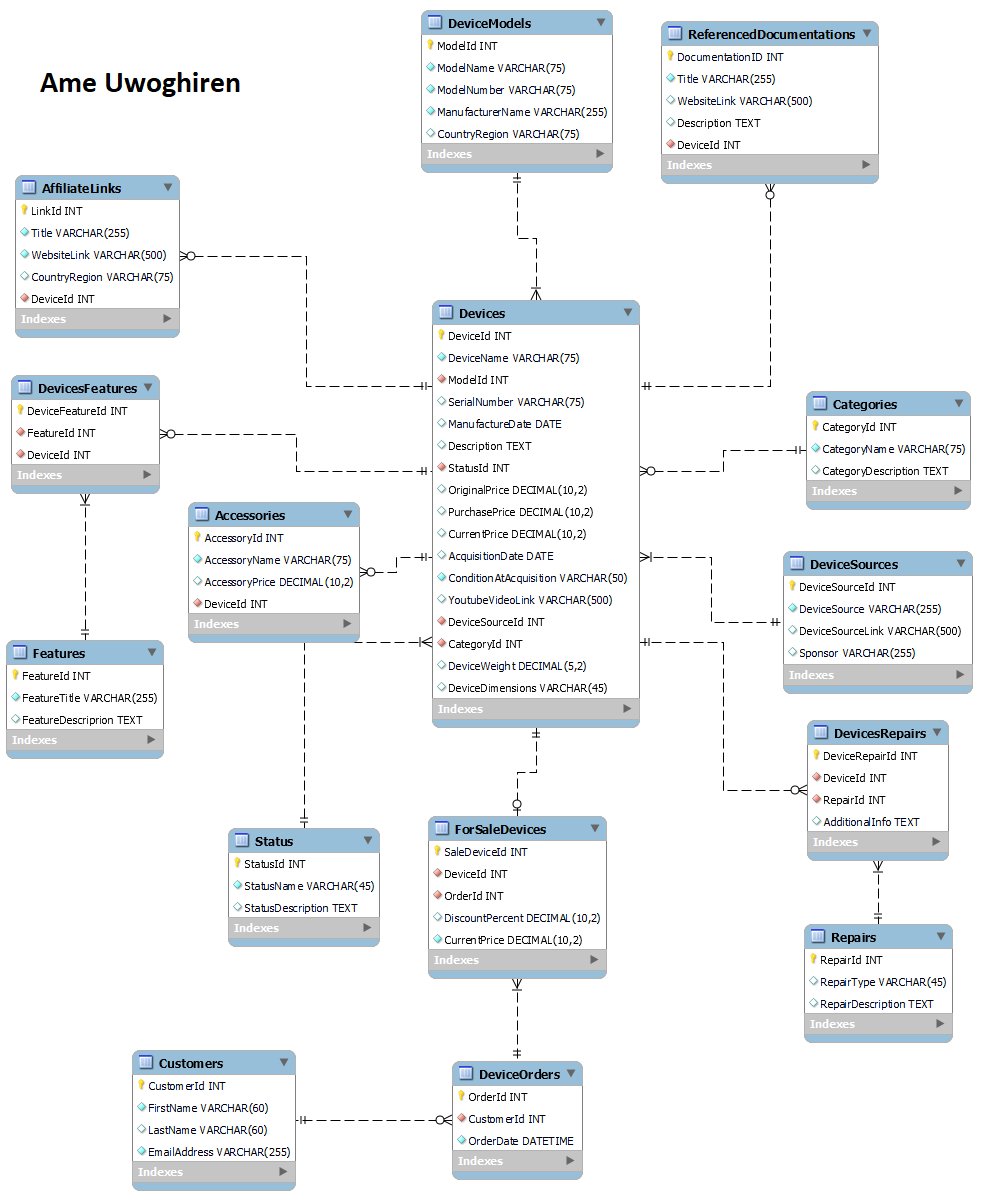 Ame Uwoghiren
DeviceModels
ModelId INT
ModelName VARCHAR(75)
ModelNumber VARCHAR(75)
ManufacturerName VARCHAR(255)
CountryRegion VARCHAR(75)
Indexes
ReferencedDocumentations
DocumentationID INT
Title VARCHAR(255)
WebsiteLink VARCHAR(500)
Description TEXT
DeviceId INT
Indexes
AffiliateLinks
LinkId INT
Title VARCHAR(255)
WebsiteLink VARCHAR(500)
CountryRegion VARCHAR(75)
DeviceId INT
Indexes
Devices
DeviceId INT
DeviceName VARCHAR(75)
ModelId INT
SerialNumber VARCHAR(75)
ManufactureDate DATE
Description TEXT
StatusId INT
OriginalPrice DECIMAL(10,2)
PurchasePrice DECIMAL(10,2)
CurrentPrice DECIMAL(10,2)
AcquisitionDate DATE
ConditionAtAcquisition VARCHAR(50)
YoutubeVideoLink VARCHAR(500)
DeviceSourceId INT
CategoryId INT
DeviceWeight DECIMAL(5,2)
DeviceDimensions VARCHAR(45)
Indexes
DevicesFeatures
DeviceFeatureId INT
FeatureId INT
DeviceId INT
Indexes
Categories
CategoryId INT
CategoryName VARCHAR(75)
CategoryDescription TEXT
Indexes
Accessories
AccessoryId INT
AccessoryName VARCHAR(75)
AccessoryPrice DECIMAL(10,2)
DeviceId INT
Indexes
DeviceSources
DeviceSourceId INT
DeviceSource VARCHAR(255)
DeviceSourceLink VARCHAR(500)
Sponsor VARCHAR(255)
Indexes
Features
FeatureId INT
FeatureTitle VARCHAR(255)
FeatureDescriprion TEXT
Indexes
DevicesRepairs
DeviceRepairId INT
DeviceId INT
RepairId INT
AdditionalInfo TEXT
Indexes
Status
StatusId INT
StatusName VARCHAR(45)
StatusDescription TEXT
Indexes
ForSaleDevices
SaleDeviceId INT
DeviceId INT
OrderId INT
DiscountPercent DECIMAL(10,2)
CurrentPrice DECIMAL(10,2)
Indexes
Repairs
RepairId INT
RepairType VARCHAR(45)
RepairDescription TEXT
Indexes
Customers
CustomerId INT
FirstName VARCHAR(60)
LastName VARCHAR(60)
EmailAddress VARCHAR(255)
Indexes
DeviceOrders
OrderId INT
CustomerId INT
OrderDate DATETIME
Indexes